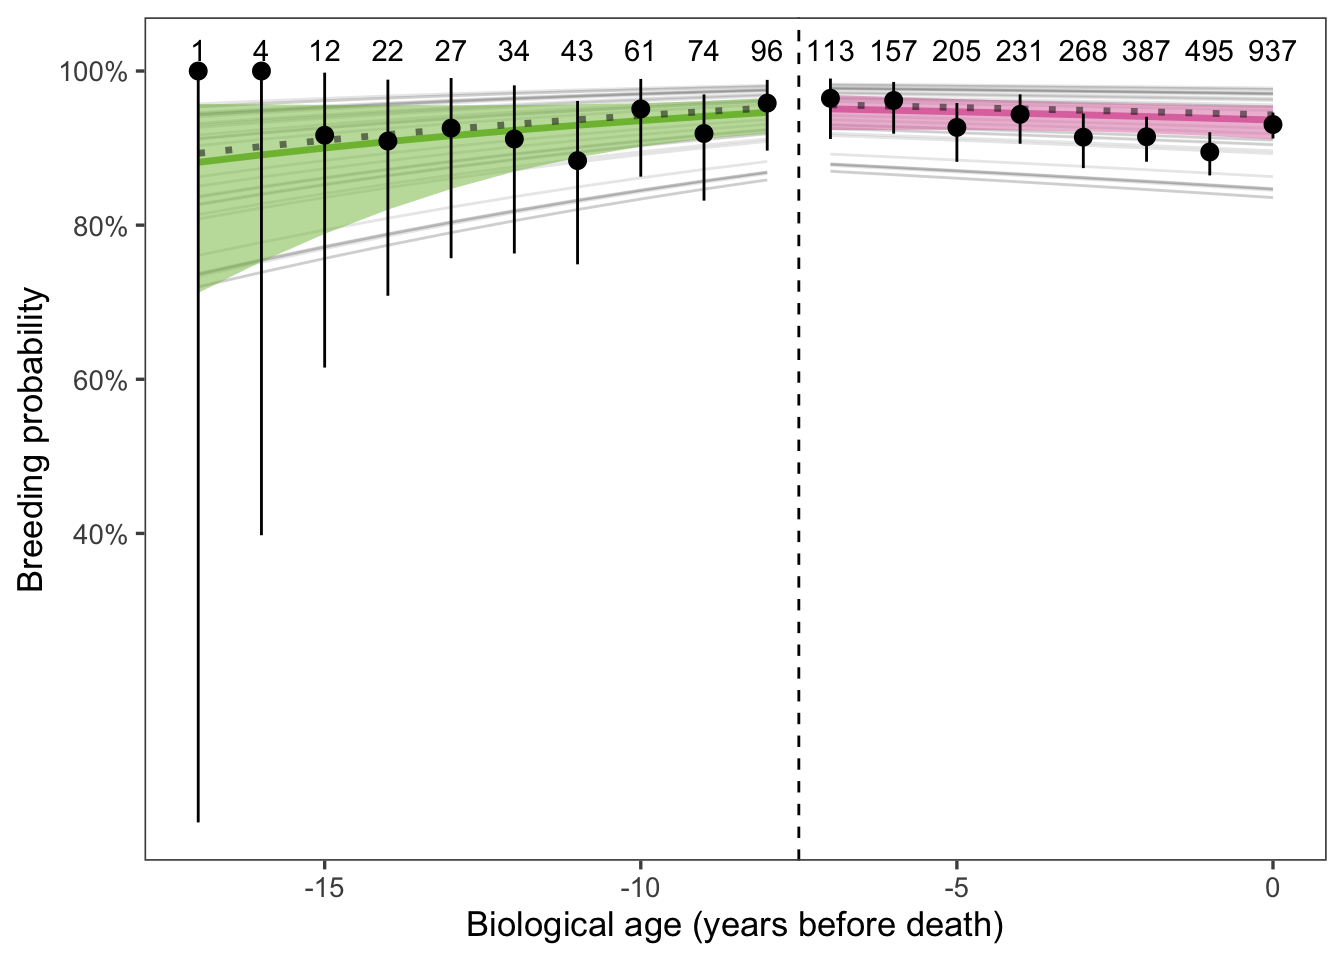 1 4 12 22 27 34 43 61 74 96 113 157 205 231 268 387 495 937
100%
80%
60%
40%
Breeding probability
-15 -10 -5 0
Biological age (years before death)